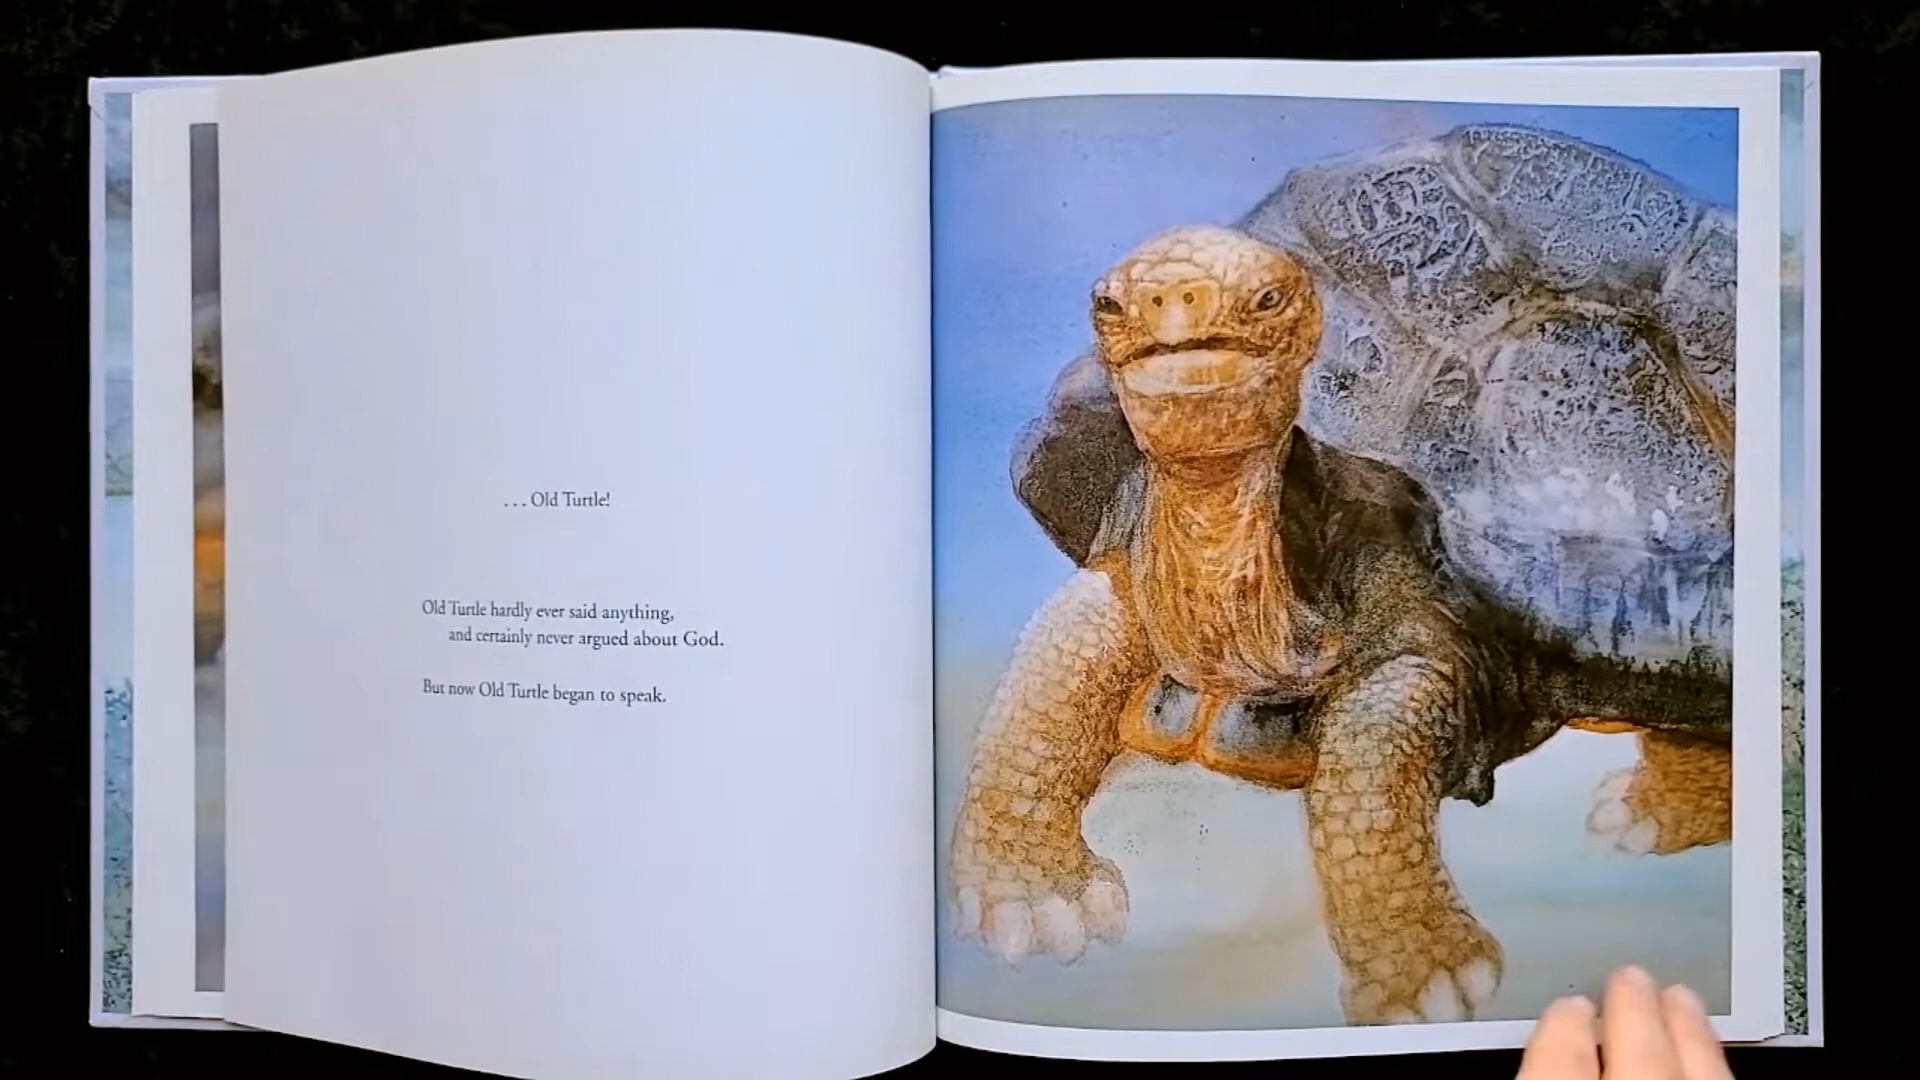 . . . Old Turtle!
Old Turtle hardly ever said anything,
and certainly never argued about God.
But now Old Turtle began to speak.